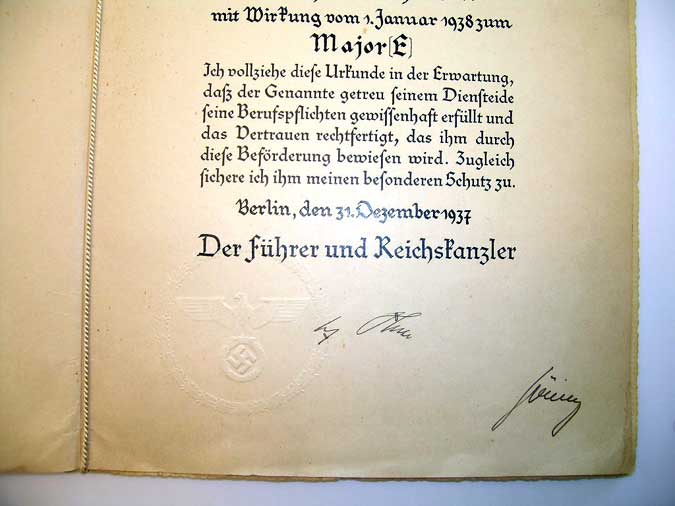 mit Wirkung vom 1. Januar 1938 zum
Major (E)
Ich vollziehe diese Urkunde in der Erwartung,
daß der Genannte getreu seinem Diensteide
seine Berufspflichten gewissenhaft erfüllt und
das Vertrauen rechtfertigt, das ihm durch
diese Beförderung bewiesen wird. Zugleich
sichere ich ihm meinen besonderen Schutz zu.
Berlin, den 31. Dezember 1937
Der Führer und Reichskanzler
Göring